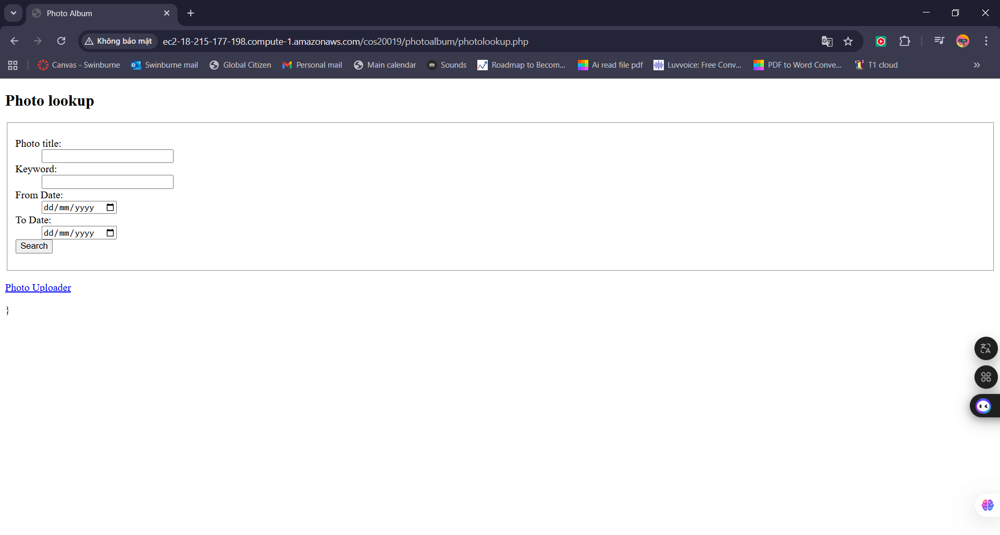 Photo Album
Không bảo mật
ec2-18-215-177-198.compute-1.amazonaws.com/cos20019/photoalbum/photolookup.php
Canvas - Swinburne
Swinburne mail
Global Citizen
Personal mail
Main calendar
m Sounds
Roadmap to Becom...
Ai read file pdf
Luvvoice: Free Conv...
PDF to Word Conve...
T1 cloud
Photo lookup
Photo title:
Keyword:
From Date:
dd/mm/yyyy
To Date:
dd/mm/yyyy
Search
Photo Uploader
}